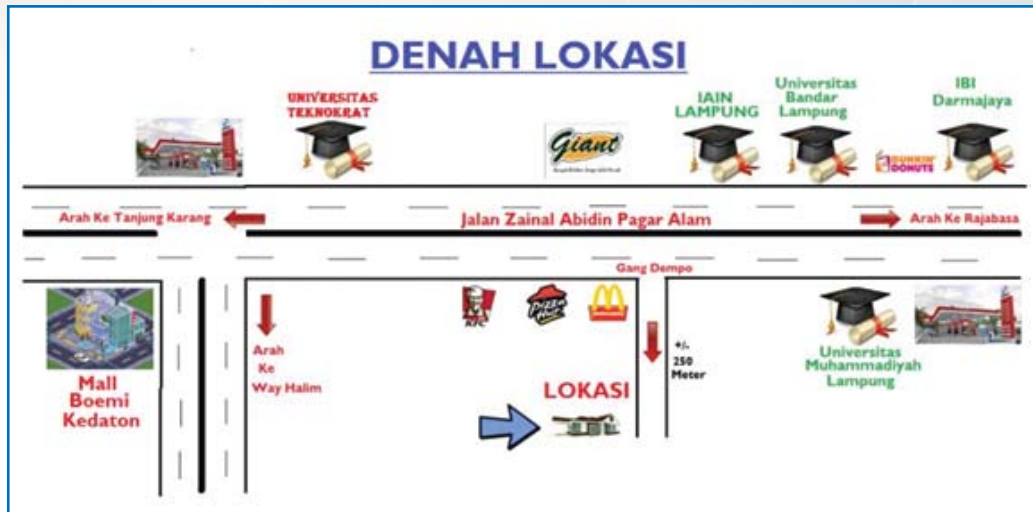 DENAH LOKASI
UNIVERSITAS
TEKNOKRAT
Giant
IAIN
LAMPUNG
Universitas
Bandar
Lampung
DUNKIN'
DONUTS
IBI
Darmajaya
Arah Ke Tanjung Karang
Jalan Zainal Abidin Pagar Alam
Arah Ke Rajabasa
Gang Dempo
Mall
Boemi
Kedaton
Arah
Ke
Way Halim
KFC
Pizza
Hut
+/-
250
Meter
LOKASI
Universitas
Muhammadiyah
Lampung